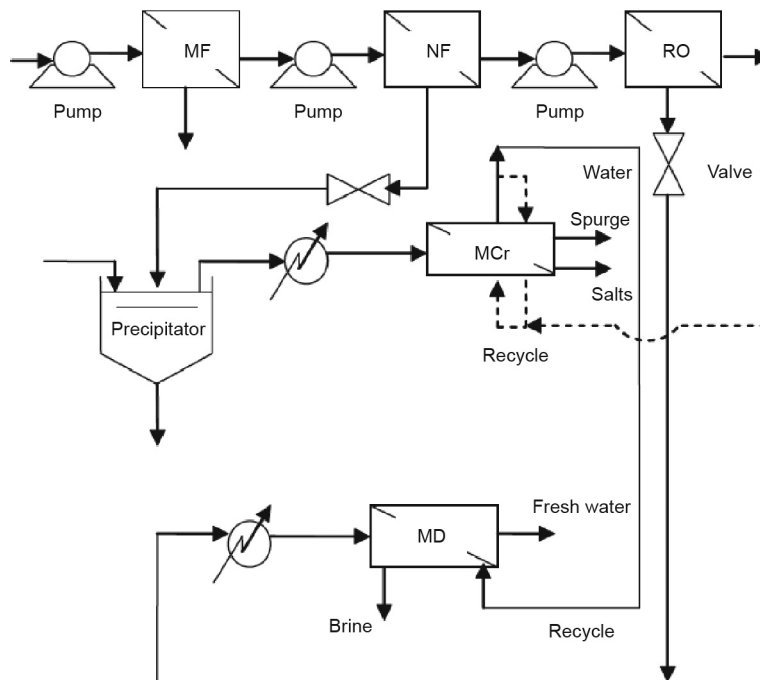 MF
NF
RO
Pump
Pump
Pump
Water
Valve
Spurge
MCr
Salts
Precipitator
Recycle
Fresh water
MD
Brine
Recycle